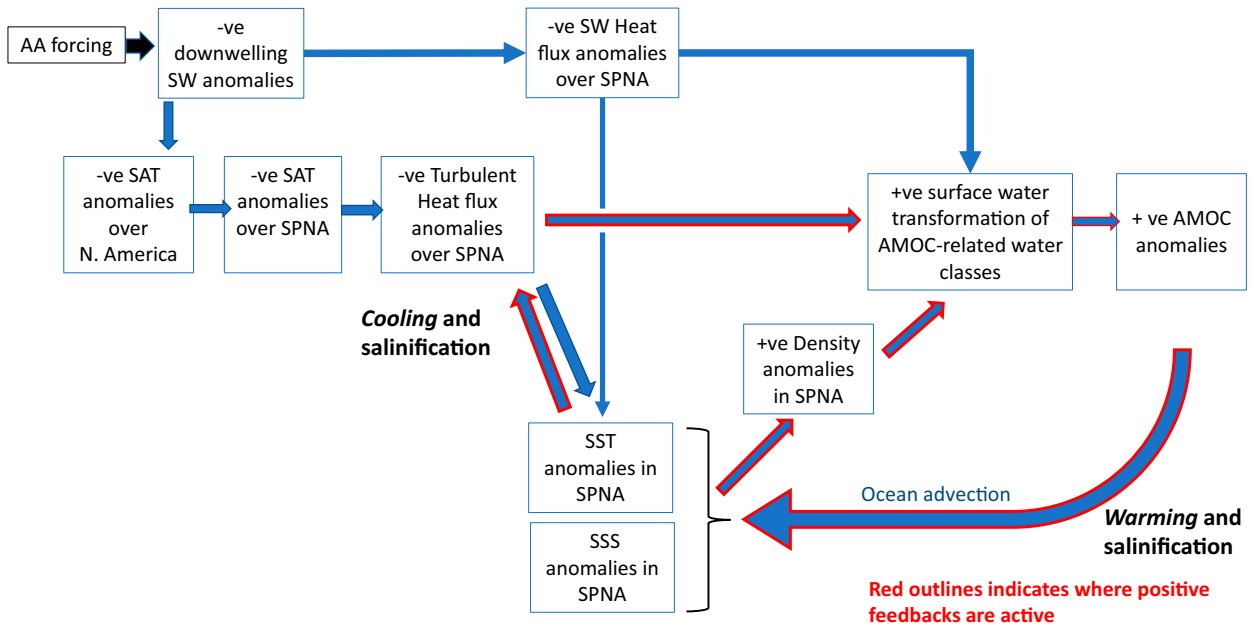 AA forcing
-ve
downwelling
SW anomalies
-ve SW Heat
flux anomalies
over SPNA
-ve SAT
anomalies
over
N. America
-ve SAT
anomalies
over SPNA
-ve Turbulent
Heat flux
anomalies
over SPNA
+ve surface water
transformation of
AMOC-related water
classes
+ ve AMOC
anomalies
Cooling and
salinification
+ve Density
anomalies
in SPNA
SST
anomalies in
SPNA
SSS
anomalies in
SPNA
Ocean advection
Warming and
salinification
Red outlines indicates where positive
feedbacks are active